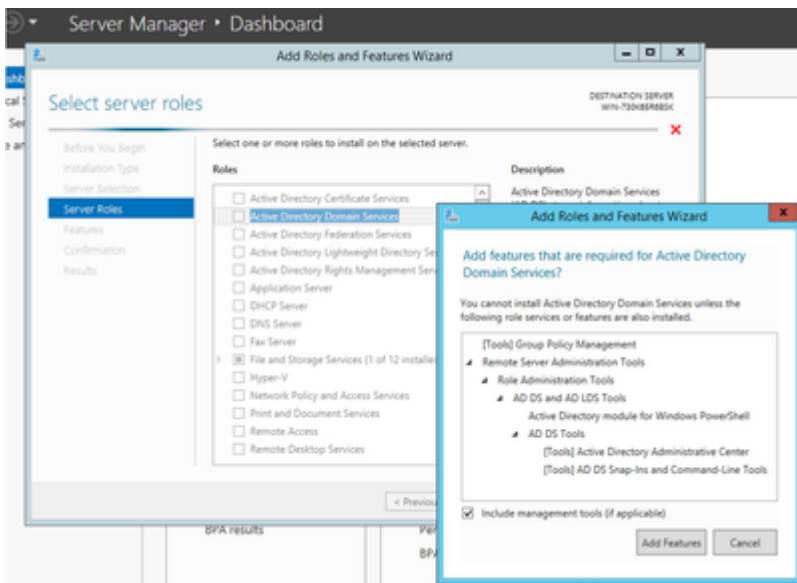 Server Manager • Dashboard
Add Roles and Features Wizard
Select server roles
DESTINATION SERVER
Before You Begin
Installation Type
Server Selection
Server Roles
Features
Confirmation
Results
Select one or more roles to install on the selected server.
Roles
Active Directory Certificate Services
Active Directory Domain Services
Active Directory Federation Services
Active Directory Lightweight Directory Se
Active Directory Rights Management Serv
Application Server
DHCP Server
DNS Server
Fax Server
File and Storage Services (1 of 12 installed
Hyper-V
Network Policy and Access Services
Print and Document Services
Remote Access
Remote Desktop Services
Description
Active Directory Domain Services
< Previou
BPA results
BPA
Add Roles and Features Wizard
Add features that are required for Active Directory
Domain Services?
You cannot install Active Directory Domain Services unless the
following role services or features are also installed.
[Tools] Group Policy Management
Remote Server Administration Tools
Role Administration Tools
AD DS and AD LDS Tools
Active Directory module for Windows PowerShell
AD DS Tools
[Tools] Active Directory Administrative Center
[Tools] AD DS Snap-Ins and Command-Line Tools
Include management tools (if applicable)
Add Features
Cancel